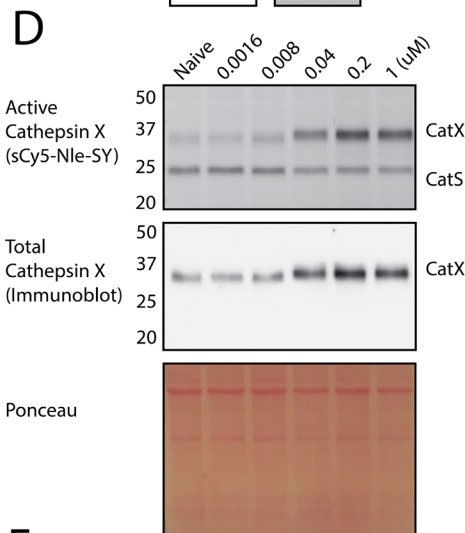 D
Naive 0.0016 0.008 0.04 0.2 1 (uM)
Active
Cathepsin X
(sCy5-Nle-SY)
50
37
25
20
CatX
CatS
Total
Cathepsin X
(Immunoblot)
50
37
25
20
CatX
Ponceau